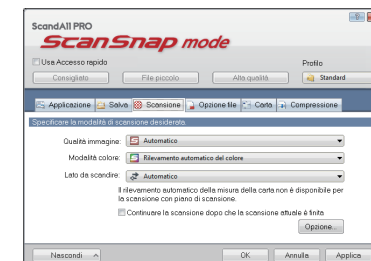 ScandAll PRO
ScanSnap mode
Usa Accesso rapido
Profilo
Consigliato File piccolo Alta qualità Standard
Applicazione Salva Scansione Opzione file Carta Compressione
Specificare la modalità di scansione desiderata.
Qualità immagine: Automatico
Modalità colore: Rilevamento automatico del colore
Lato da scandire: Automatico
Il rilevamento automatico della misura della carta non è disponibile per
la scansione con piano di scansione.
Continuare la scansione dopo che la scansione attuale è finita
Opzione...
Nascondi OK Annulla Applica